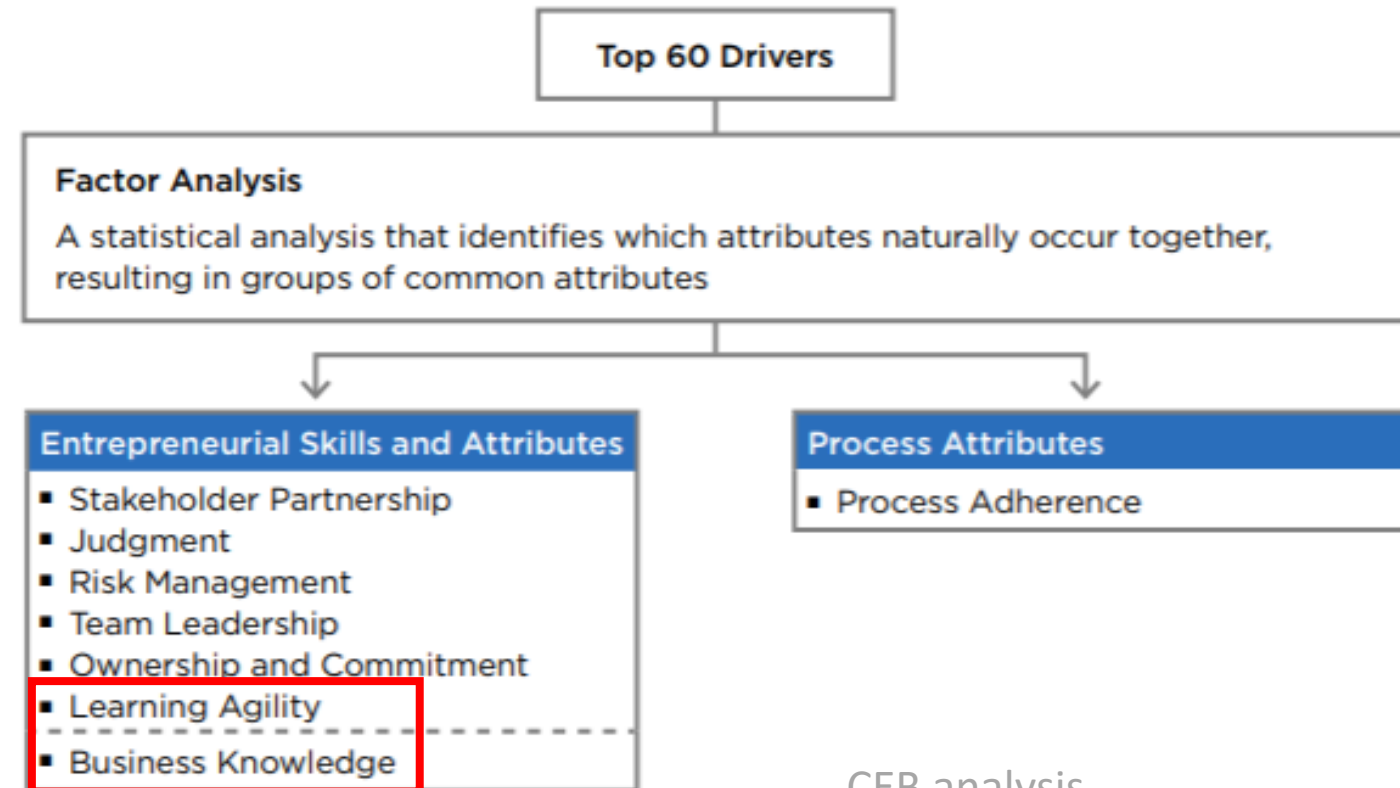 Top 60 Drivers
Factor Analysis
A statistical analysis that identifies which attributes naturally occur together,
resulting in groups of common attributes
Entrepreneurial Skills and Attributes
▪ Stakeholder Partnership
▪ Judgment
▪ Risk Management
▪ Team Leadership
▪ Ownership and Commitment
▪ Learning Agility
▪ Business Knowledge
Process Attributes
▪ Process Adherence
CEB analysis